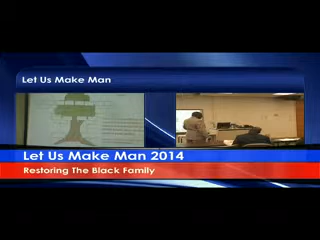 Let Us Make Man
Let Us Make Man 2014
Restoring The Black Family